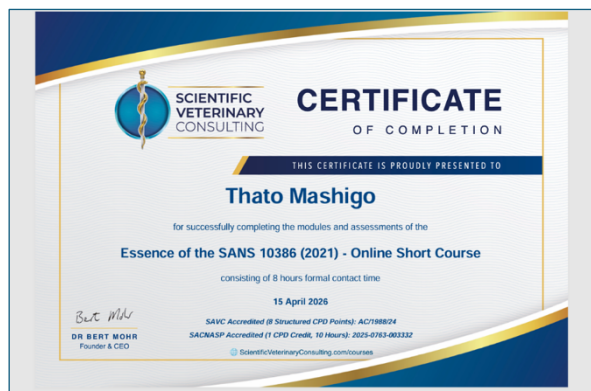 SCIENTIFIC
VETERINARY
CONSULTING
CERTIFICATE
OF COMPLETION
THIS CERTIFICATE IS PROUDLY PRESENTED TO
Thato Mashigo
for successfully completing the modules and assessments of the
Essence of the SANS 10386 (2021) - Online Short Course
consisting of 8 hours formal contact time
15 April 2026
Bert Mohr
DR BERT MOHR
Founder & CEO
SAVC Accredited (8 Structured CPD Points): AC/1988/24
SACNASP Accredited (1 CPD Credit, 10 Hours): 2025-0763-003332
ScientificVeterinaryConsulting.com/courses